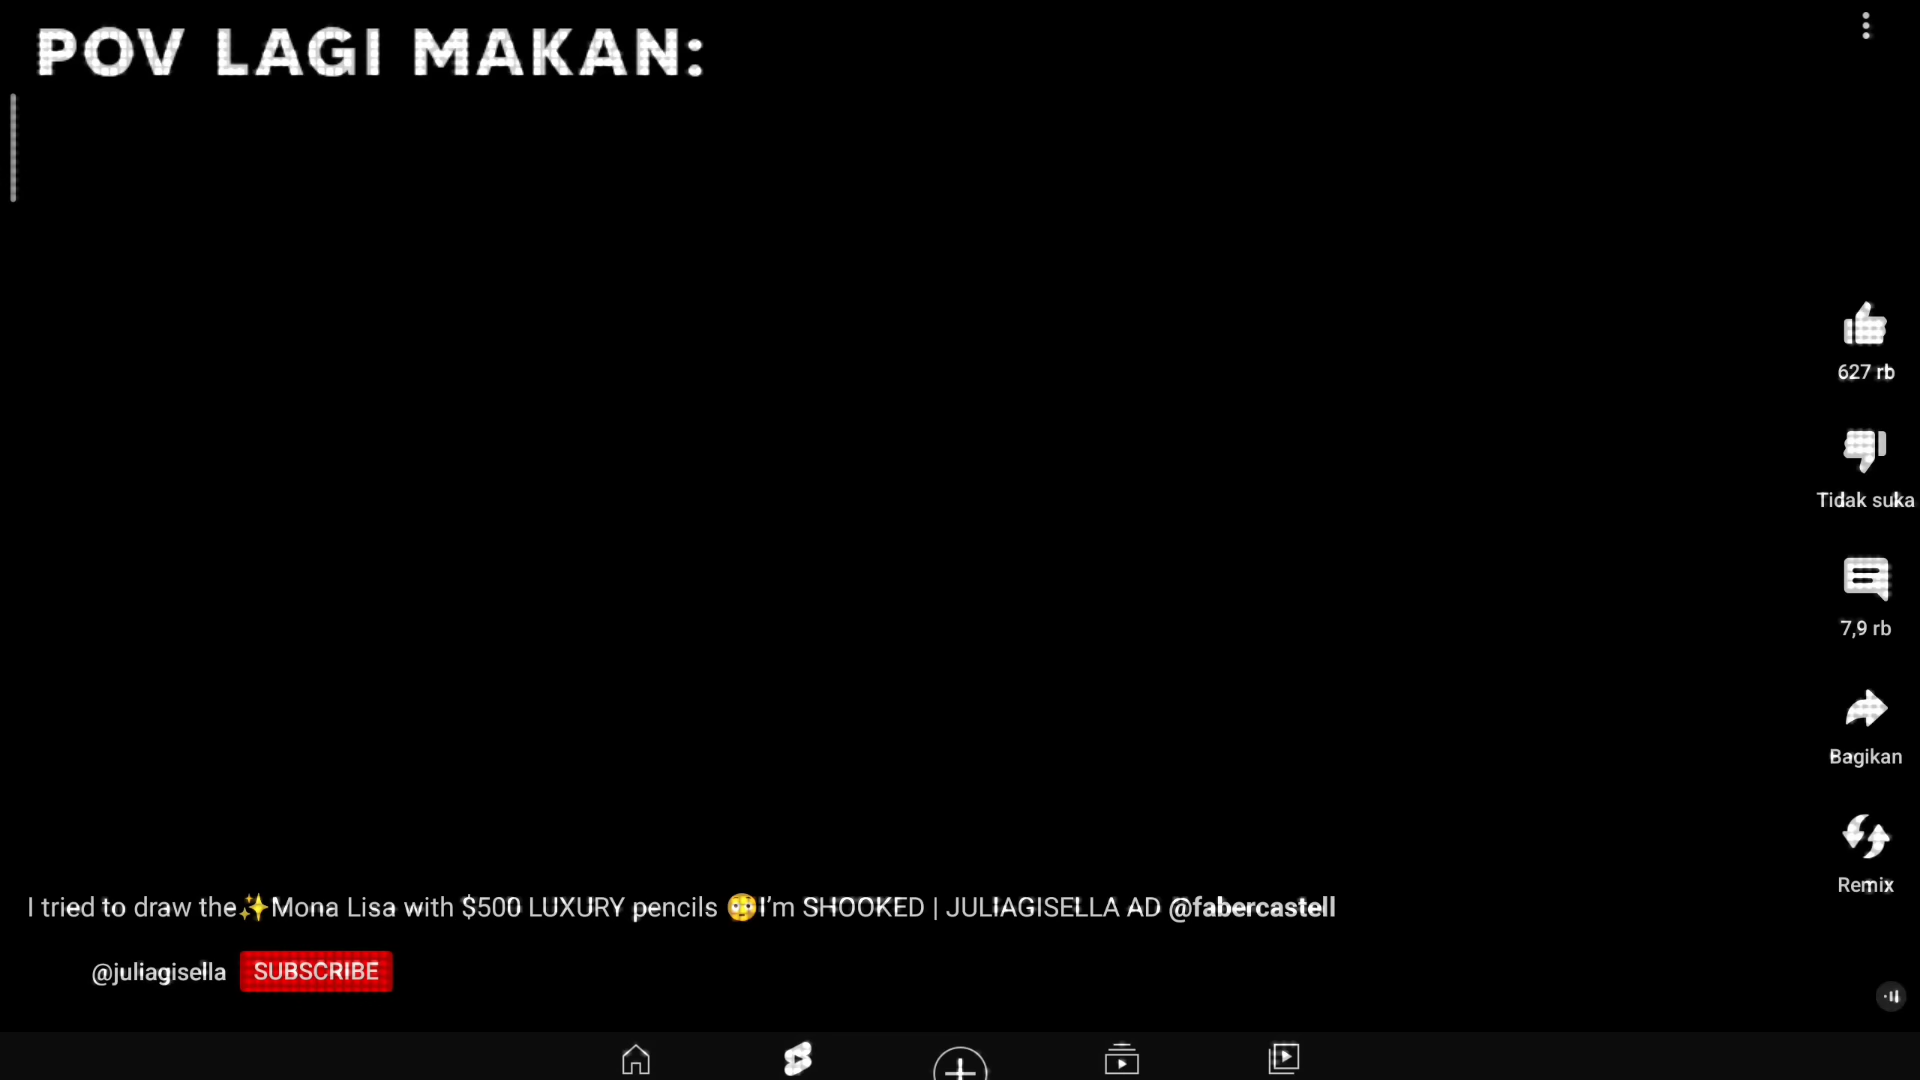 POV LAGI MAKAN:
627 rb
Tidak suka
7,9 rb
Bagikan
Remix
I tried to draw the✨Mona Lisa with $500 LUXURY pencils 😳I'm SHOOKED | JULIAGISELLA AD @fabercastell
@juliagisella SUBSCRIBE